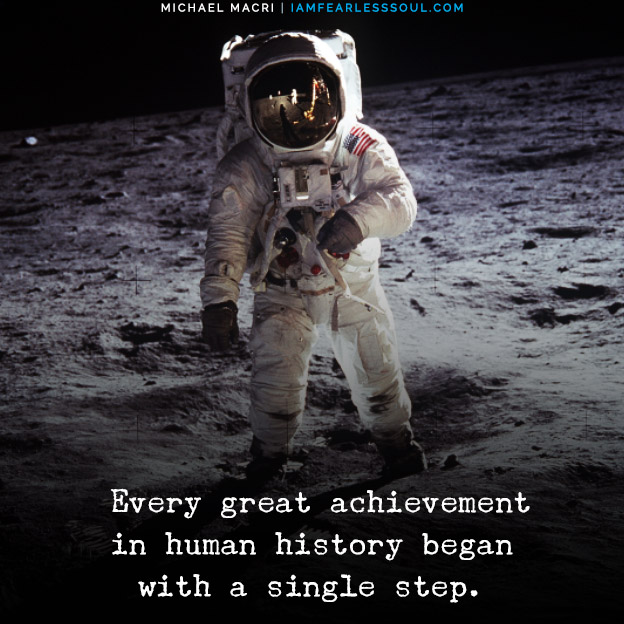 MICHAEL MACRI | IAMFEARLESSSOUL.COM
Every great achievement
in human history began
with a single step.